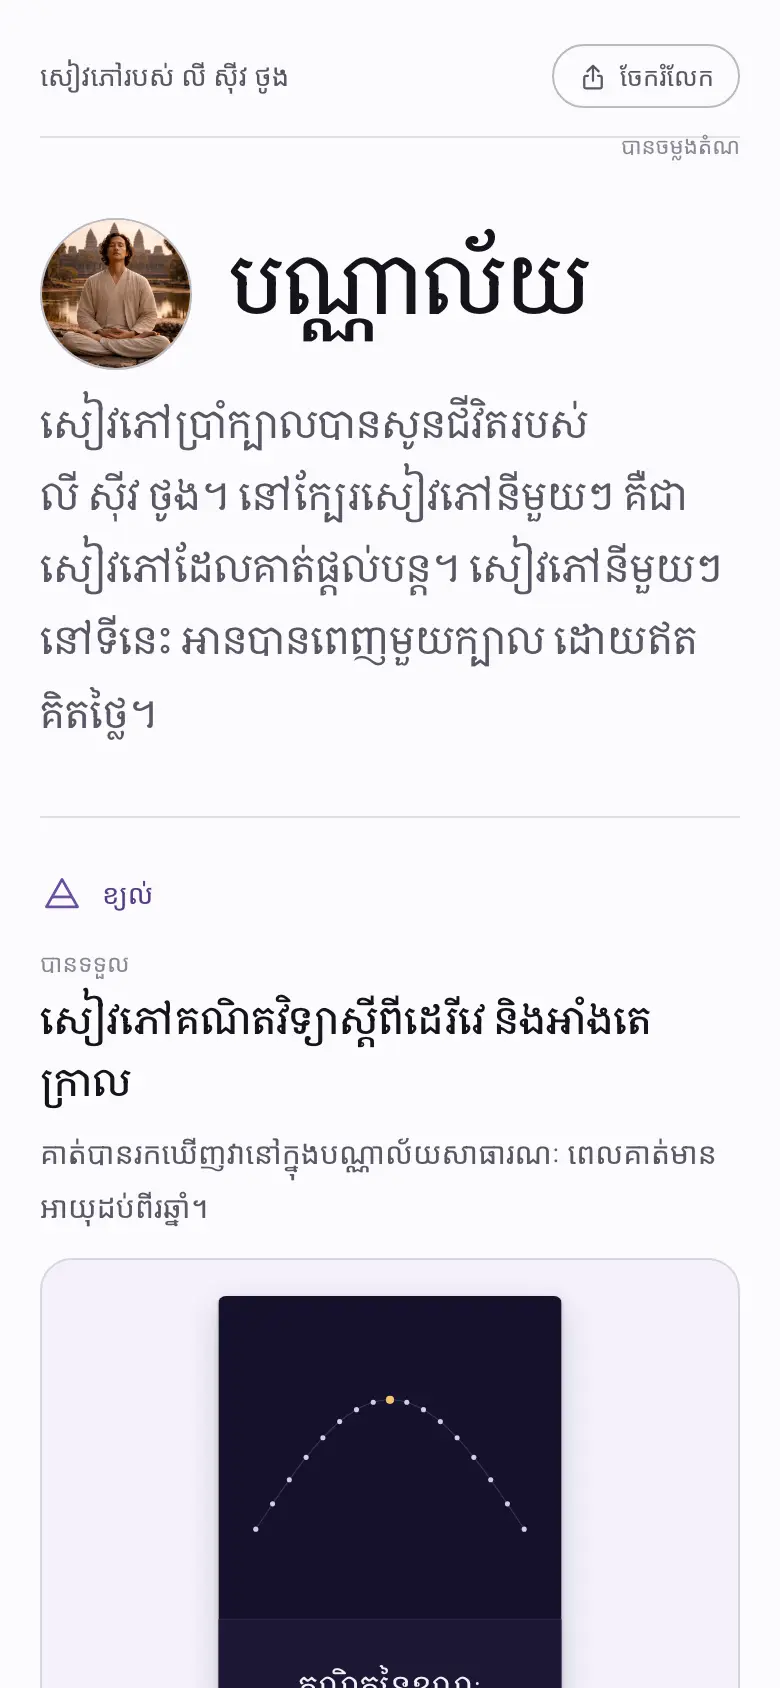 សៀវភៅរបស់ លី ស៊ីវ ថូង
ចែករំលែក
បានចម្លងតំណ
បណ្ណាល័យ
សៀវភៅប្រាំក្បាលបានសូនជីវិតរបស់
លី ស៊ីវ ថូង។ នៅក្បែរសៀវភៅនីមួយៗ គឺជា
សៀវភៅដែលគាត់ផ្តល់បន្ត។ សៀវភៅនីមួយៗ
នៅទីនេះ អានបានពេញមួយក្បាល ដោយឥត
គិតថ្លៃ។
ខ្យល់
បានទទួល
សៀវភៅគណិតវិទ្យាស្តីពីដេរីវេ និងអាំងតេ
ក្រាល
គាត់បានរកឃើញវានៅក្នុងបណ្ណាល័យសាធារណៈ ពេលគាត់មាន
អាយុដប់ពីរឆ្នាំ។
គណិតនៃខណៈ